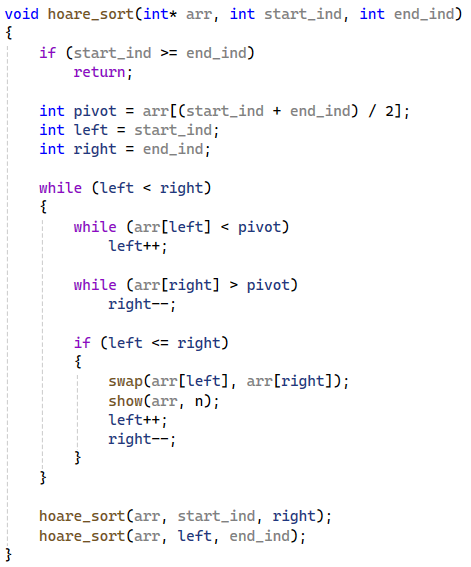 void hoare_sort(int* arr, int start_ind, int end_ind)
{
    if (start_ind >= end_ind)
        return;

    int pivot = arr[(start_ind + end_ind) / 2];
    int left = start_ind;
    int right = end_ind;

    while (left < right)
    {
        while (arr[left] < pivot)
            left++;

        while (arr[right] > pivot)
            right--;

        if (left <= right)
        {
            swap(arr[left], arr[right]);
            show(arr, n);
            left++;
            right--;
        }
    }

    hoare_sort(arr, start_ind, right);
    hoare_sort(arr, left, end_ind);
}